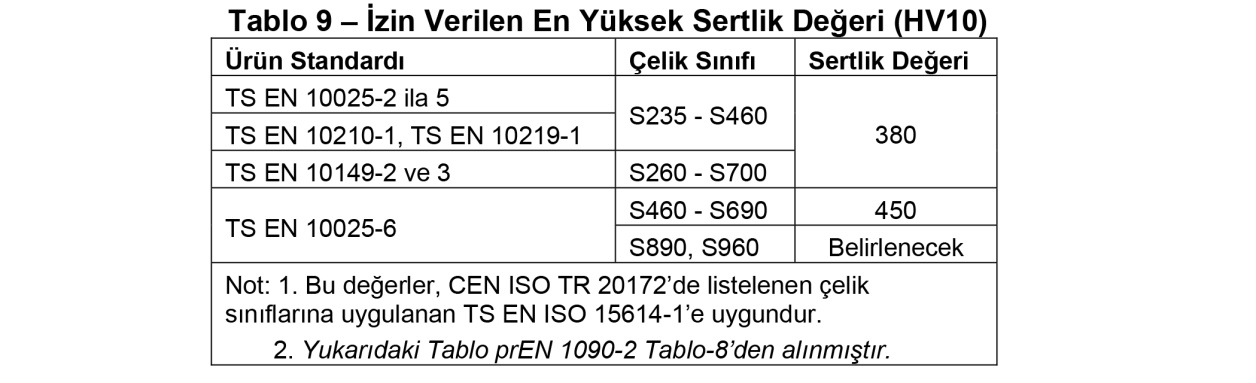 Tablo 9 – İzin Verilen En Yüksek Sertlik Değeri (HV10)
Ürün Standardı Çelik Sınıfı Sertlik Değeri
TS EN 10025-2 ila 5
S235 - S460
TS EN 10210-1, TS EN 10219-1
380
TS EN 10149-2 ve 3 S260 - S700
TS EN 10025-6
S460 - S690 450
S890, S960 Belirlenecek
Not: 1. Bu değerler, CEN ISO TR 20172’de listelenen çelik
sınıflarına uygulanan TS EN ISO 15614-1’e uygundur.
2. Yukarıdaki Tablo prEN 1090-2 Tablo-8’den alınmıştır.